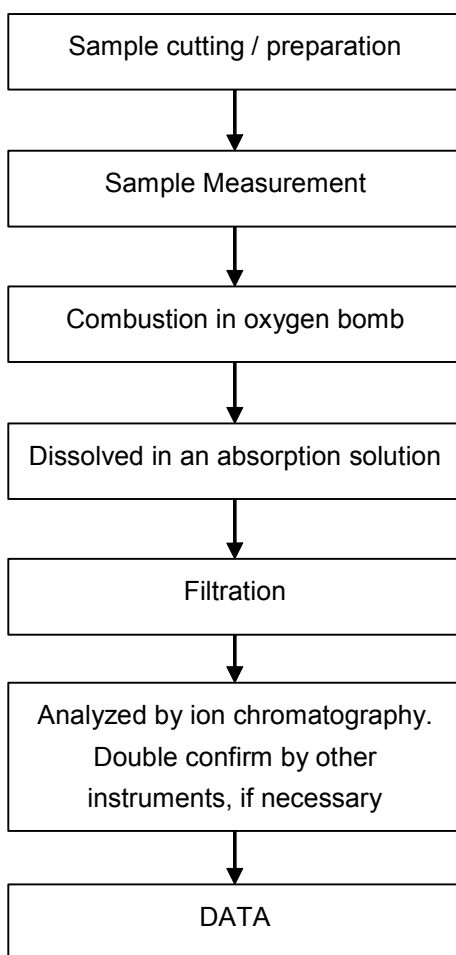 Sample cutting / preparation
Sample Measurement
Combustion in oxygen bomb
Dissolved in an absorption solution
Filtration
Analyzed by ion chromatography.
Double confirm by other
instruments, if necessary
DATA